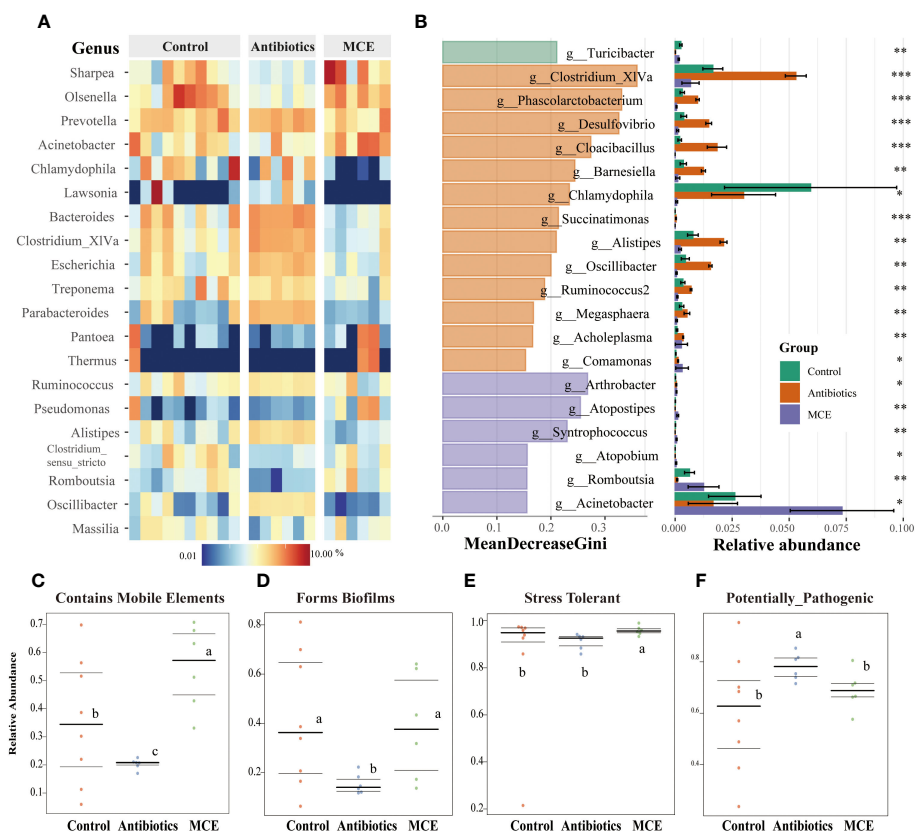 A
Genus
Control
Antibiotics
MCE
Sharpea
Olsenella
Prevotella
Acinetobacter
Chlamydophila
Lawsonia
Bacteroides
Clostridium_XlVa
Escherichia
Treponema
Parabacteroides
Pantoea
Thermus
Ruminococcus
Pseudomonas
Alistipes
Clostridium_
sensu_stricto
Romboutsia
Oscillibacter
Massilia
0.01
10.00 %
B
g__Turicibacter **
g__Clostridium_XlVa ***
g__Phascolarctobacterium ***
g__Desulfovibrio ***
g__Cloacibacillus ***
g__Barnesiella **
g__Chlamydophila *
g__Succinatimonas ***
g__Alistipes **
g__Oscillibacter **
g__Ruminococcus2 **
g__Megasphaera **
g__Acholeplasma **
g__Comamonas *
g__Arthrobacter *
g__Atopostipes **
g__Syntrophococcus **
g__Atopobium *
g__Romboutsia **
g__Acinetobacter *
Group
Control
Antibiotics
MCE
0.0 0.1 0.2 0.3
MeanDecreaseGini
0.00 0.025 0.050 0.075 0.100
Relative abundance
C
Contains Mobile Elements
Relative Abundance
0.7
0.6
0.5
0.4
0.3
0.2
0.1
b
c
a
Control Antibiotics MCE
D
Forms Biofilms
0.8
0.6
0.4
0.2
a
b
a
Control Antibiotics MCE
E
Stress Tolerant
1.0
0.8
0.6
0.4
0.2
b
b
a
Control Antibiotics MCE
F
Potentially_Pathogenic
0.8
0.6
0.4
b
a
b
Control Antibiotics MCE